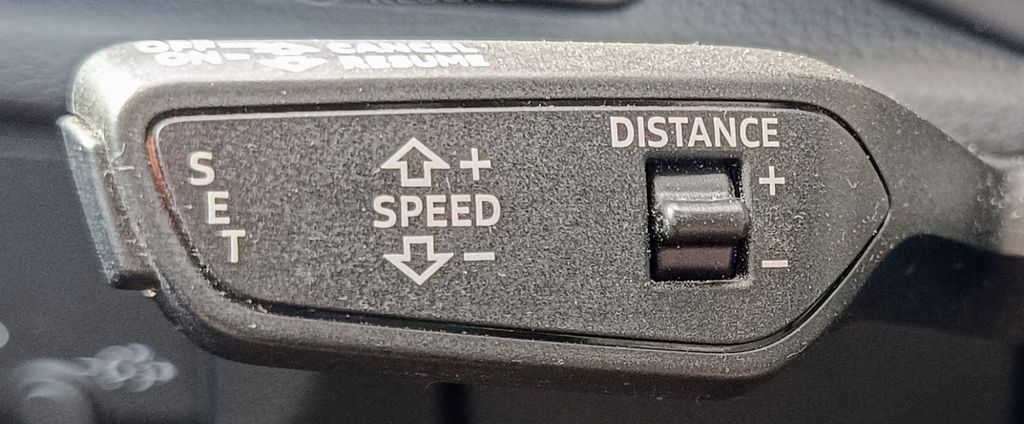 OFF CANCEL
ON RESUME
SET
SPEED +
-
DISTANCE
+
-